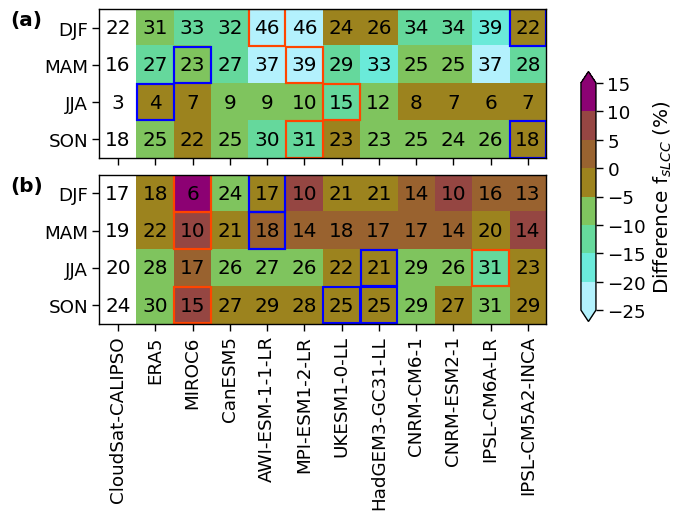 (a)
DJF 22 31 33 32 46 46 24 26 34 34 39 22
MAM 16 27 23 27 37 39 29 33 25 25 37 28
JJA 3 4 7 9 9 10 15 12 8 7 6 7
SON 18 25 22 25 30 31 23 23 25 24 26 18
(b)
DJF 17 18 6 24 17 10 21 21 14 10 16 13
MAM 19 22 10 21 18 14 18 17 17 14 20 14
JJA 20 28 17 26 27 26 22 21 29 26 31 23
SON 24 30 15 27 29 28 25 25 29 27 31 29
CloudSat-CALIPSO
ERA5
MIROC6
CanESM5
AWI-ESM-1-1-LR
MPI-ESM1-2-LR
UKESM1-0-LL
HadGEM3-GC31-LL
CNRM-CM6-1
CNRM-ESM2-1
IPSL-CM6A-LR
IPSL-CM5A2-INCA
15
10
5
0
−5
−10
−15
−20
−25
Difference fsLCC (%)